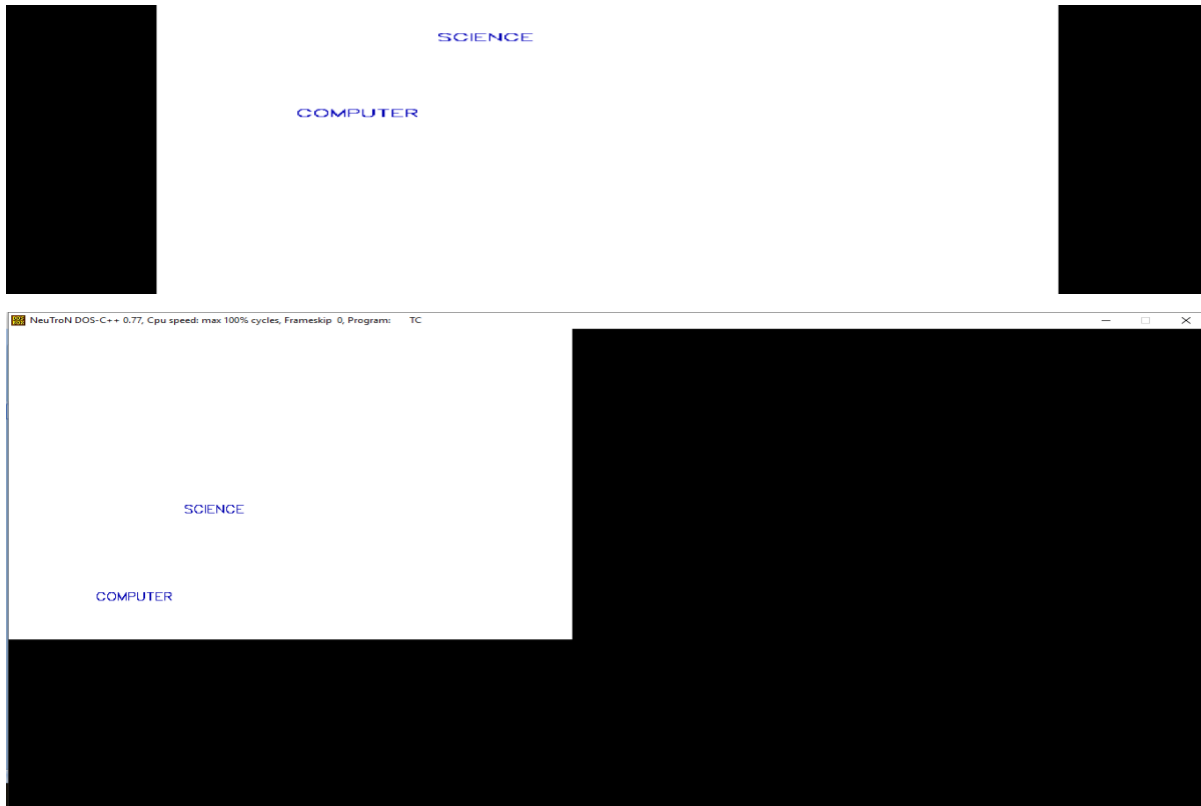 SCIENCE
COMPUTER
NeuTroN DOS-C++ 0.77, Cpu speed: max 100% cycles, Frameskip 0, Program: TC
SCIENCE
COMPUTER